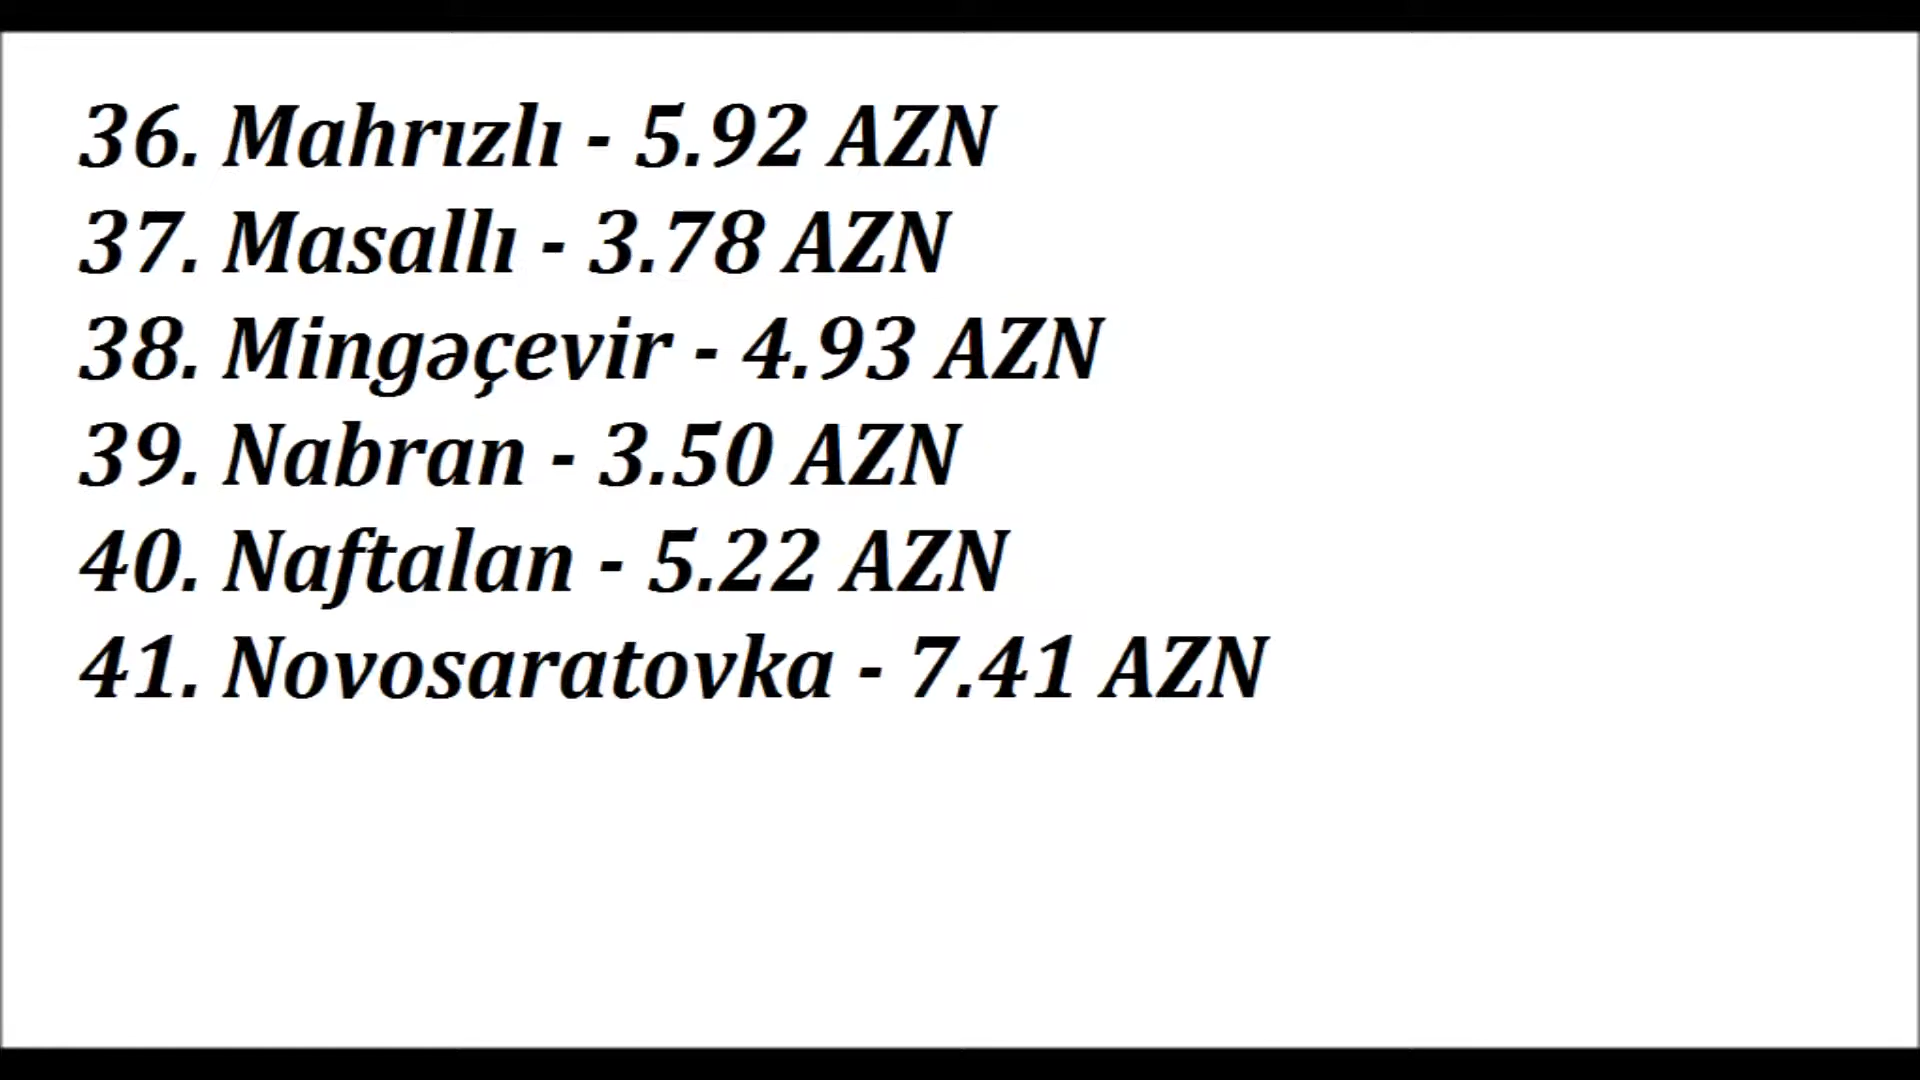 36. Mahrızlı - 5.92 AZN
37. Masallı - 3.78 AZN
38. Mingəçevir - 4.93 AZN
39. Nabran - 3.50 AZN
40. Naftalan - 5.22 AZN
41. Novosaratovka - 7.41 AZN